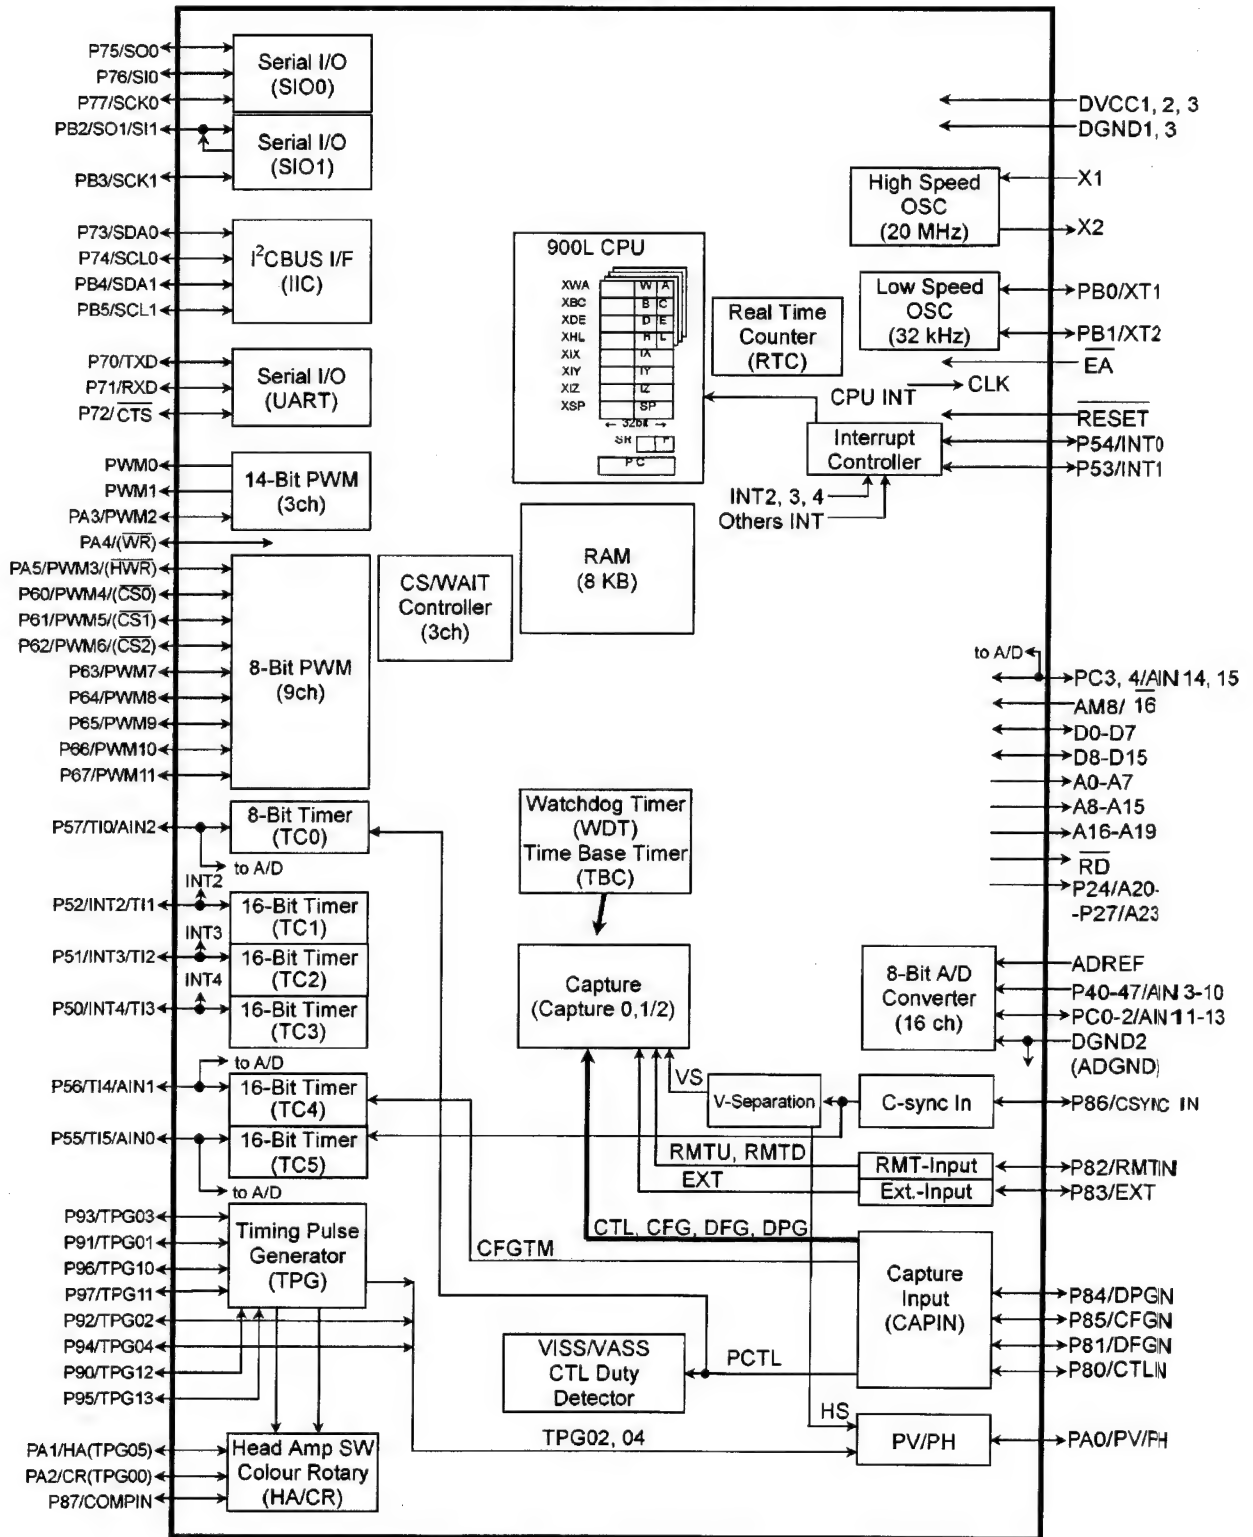 P75/SO0
P76/SI0
P77/SCK0
PB2/SO1/SI1
PB3/SCK1
Serial I/O
(SIO0)
Serial I/O
(SIO1)
P73/SDA0
P74/SCL0
PB4/SDA1
PB5/SCL1
I²CBUS I/F
(IIC)
P70/TXD
P71/RXD
P72/ C̅T̅S̅
Serial I/O
(UART)
PWM0
PWM1
PA3/PWM2
14-Bit PWM
(3ch)
PA4/(W̅R̅)
PA5/PWM3/(H̅W̅R̅)
P60/PWM4/(C̅S̅0̅)
P61/PWM5/(C̅S̅1̅)
P62/PWM6/(C̅S̅2̅)
P63/PWM7
P64/PWM8
P65/PWM9
P66/PWM10
P67/PWM11
8-Bit PWM
(9ch)
CS/WAIT
Controller
(3ch)
900L CPU
XWA W A
XBC B C
XDE D E
XHL H L
XIX IX
XIY IY
XIZ IZ
XSP SP
32bit
SR F
PC
RAM
(8 KB)
Real Time
Counter
(RTC)
DVCC1, 2, 3
DGND1, 3
High Speed
OSC
(20 MHz)
X1
X2
Low Speed
OSC
(32 kHz)
PB0/XT1
PB1/XT2
E̅A̅
CLK
CPU INT
R̅E̅S̅E̅T̅
Interrupt
Controller
P54/INT0
P53/INT1
INT2, 3, 4
Others INT
to A/D
PC3, 4/AIN 14, 15
AM8/ 1̅6̅
D0-D7
D8-D15
A0-A7
A8-A15
A16-A19
R̅D̅
P24/A20-
-P27/A23
P57/TI0/AIN2
8-Bit Timer
(TC0)
to A/D
INT2
P52/INT2/TI1
16-Bit Timer
(TC1)
INT3
P51/INT3/TI2
16-Bit Timer
(TC2)
INT4
P50/INT4/TI3
16-Bit Timer
(TC3)
to A/D
P56/TI4/AIN1
16-Bit Timer
(TC4)
P55/TI5/AIN0
16-Bit Timer
(TC5)
to A/D
Watchdog Timer
(WDT)
Time Base Timer
(TBC)
Capture
(Capture 0,1/2)
8-Bit A/D
Converter
(16 ch)
ADREF
P40-47/AIN 3-10
PC0-2/AIN 11-13
DGND2
(ADGND)
VS
V-Separation
C-sync In
P86/CSYNC IN
RMTU, RMTD
RMT-Input
P82/RMTIN
EXT
Ext.-Input
P83/EXT
P93/TPG03
P91/TPG01
P96/TPG10
P97/TPG11
P92/TPG02
P94/TPG04
P90/TPG12
P95/TPG13
Timing Pulse
Generator
(TPG)
CTL, CFG, DFG, DPG
CFGTM
Capture
Input
(CAPIN)
P84/DPGIN
P85/CFGIN
P81/DFGIN
P80/CTLIN
VISS/VASS
CTL Duty
Detector
PCTL
HS
TPG02, 04
PV/PH
PA0/PV/PH
PA1/HA(TPG05)
PA2/CR(TPG00)
P87/COMPIN
Head Amp SW
Colour Rotary
(HA/CR)